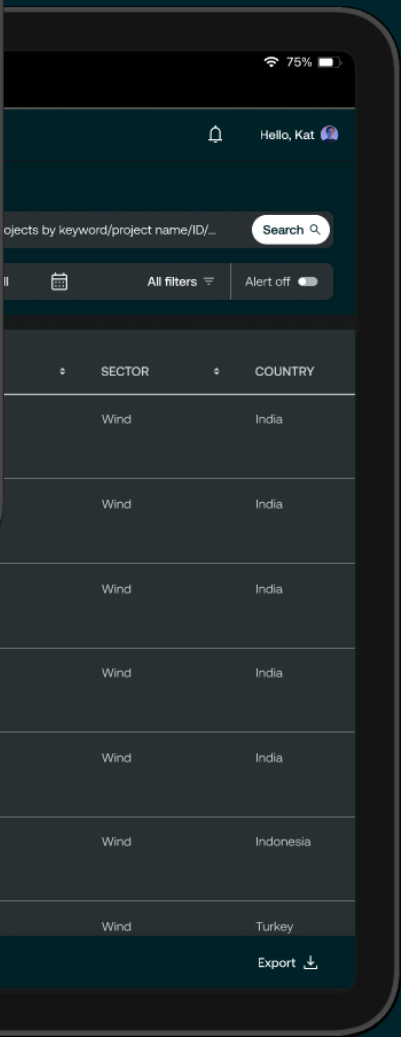 75%
Hello, Kat
ojects by keyword/project name/ID/... Search
ll All filters Alert off
SECTOR COUNTRY
Wind India
Wind India
Wind India
Wind India
Wind India
Wind Indonesia
Wind Turkey
Export